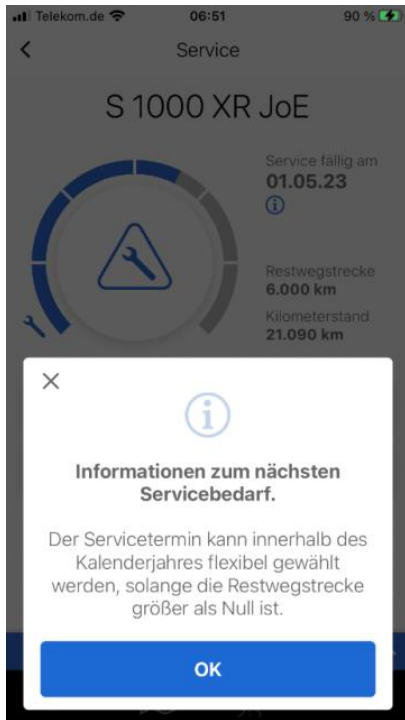 Telekom.de 06:51 90 %
Service
S 1000 XR JoE
Service fällig am
01.05.23
Restwegstrecke
6.000 km
Kilometerstand
21.090 km
Informationen zum nächsten
Servicebedarf.
Der Servicetermin kann innerhalb des
Kalenderjahres flexibel gewählt
werden, solange die Restwegstrecke
größer als Null ist.
OK